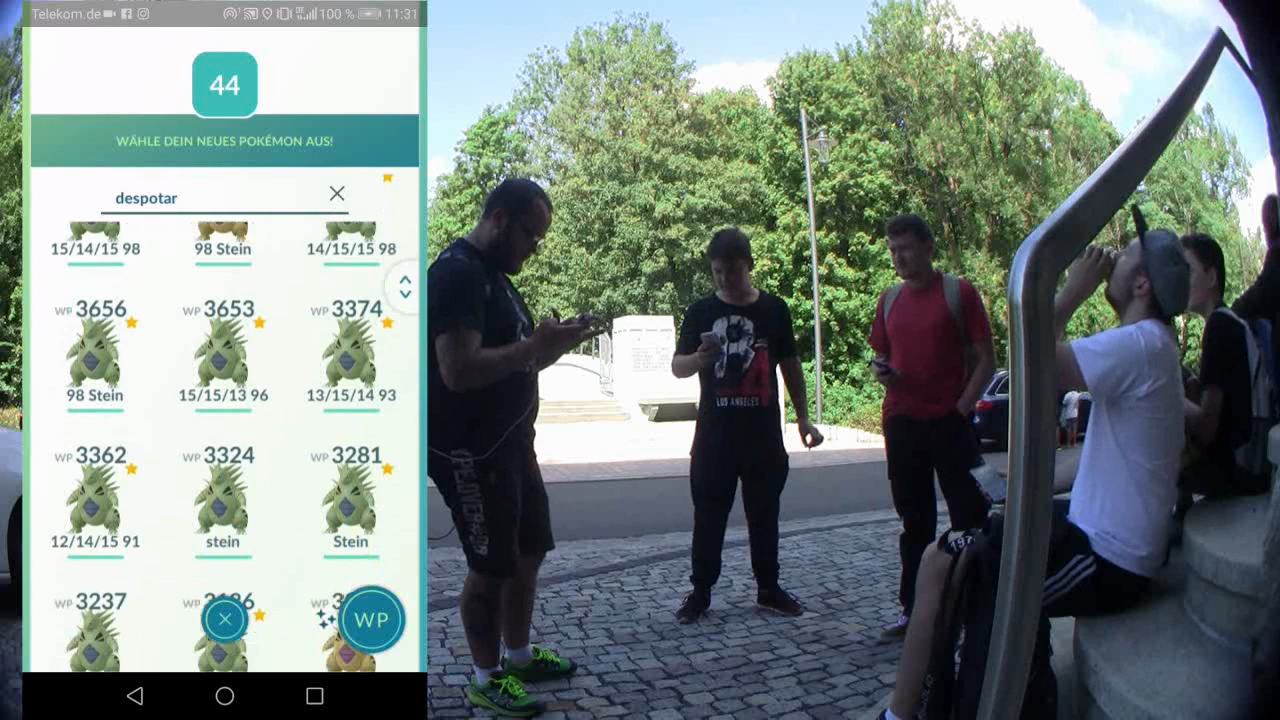 Telekom.de 100 % 11:31
44
WÄHLE DEIN NEUES POKÉMON AUS!
despotar
15/14/15 98 98 Stein 14/15/15 98
WP 3656 WP 3653 WP 3374
98 Stein 15/15/13 96 13/15/14 93
WP 3362 WP 3324 WP 3281
12/14/15 91 stein Stein
WP 3237 WP
WP
LOS ANGELES
197